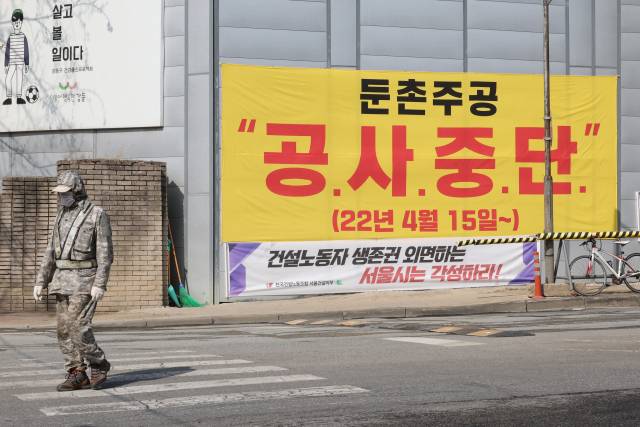 살고
볼
일이다
둔촌주공
"공.사.중.단."
(22년 4월 15일~)
건설노동자 생존권 외면하는
서울시는 각성하라!